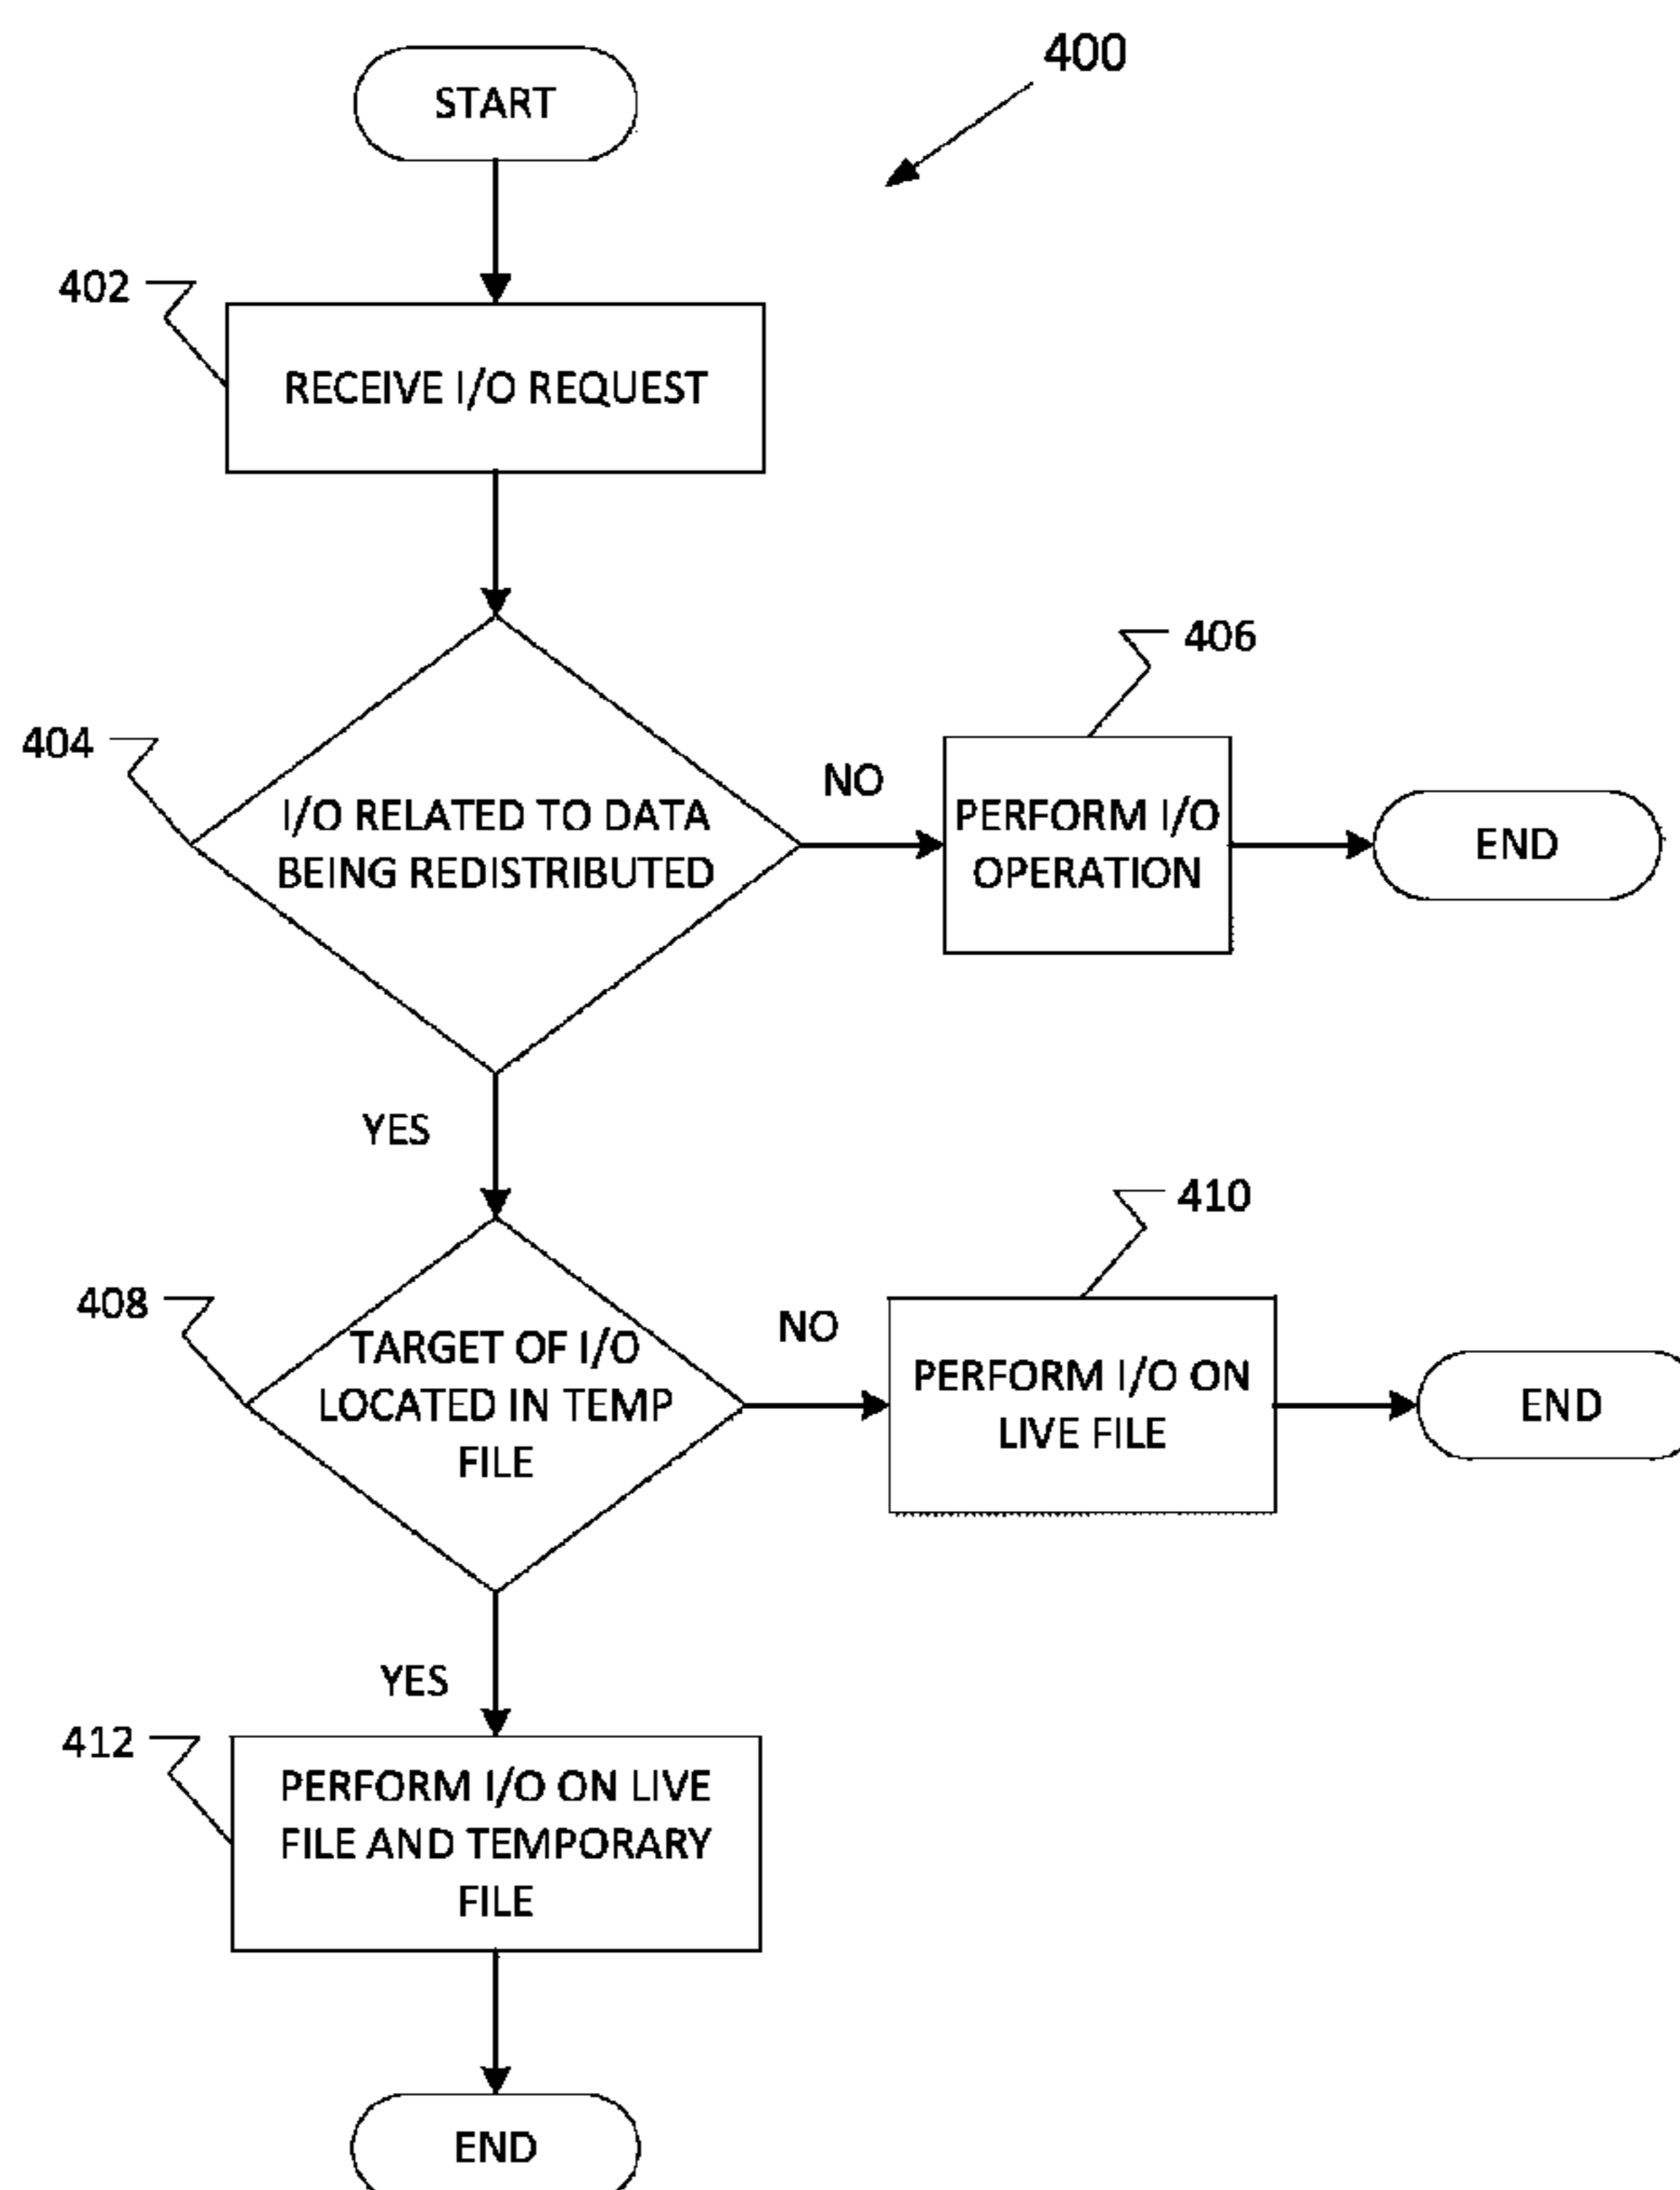 400
START
402
RECEIVE I/O REQUEST
404
I/O RELATED TO DATA
BEING REDISTRIBUTED
NO
406
PERFORM I/O
OPERATION
END
YES
408
TARGET OF I/O
LOCATED IN TEMP
FILE
NO
410
PERFORM I/O ON
LIVE FILE
END
YES
412
PERFORM I/O ON LIVE
FILE AND TEMPORARY
FILE
END